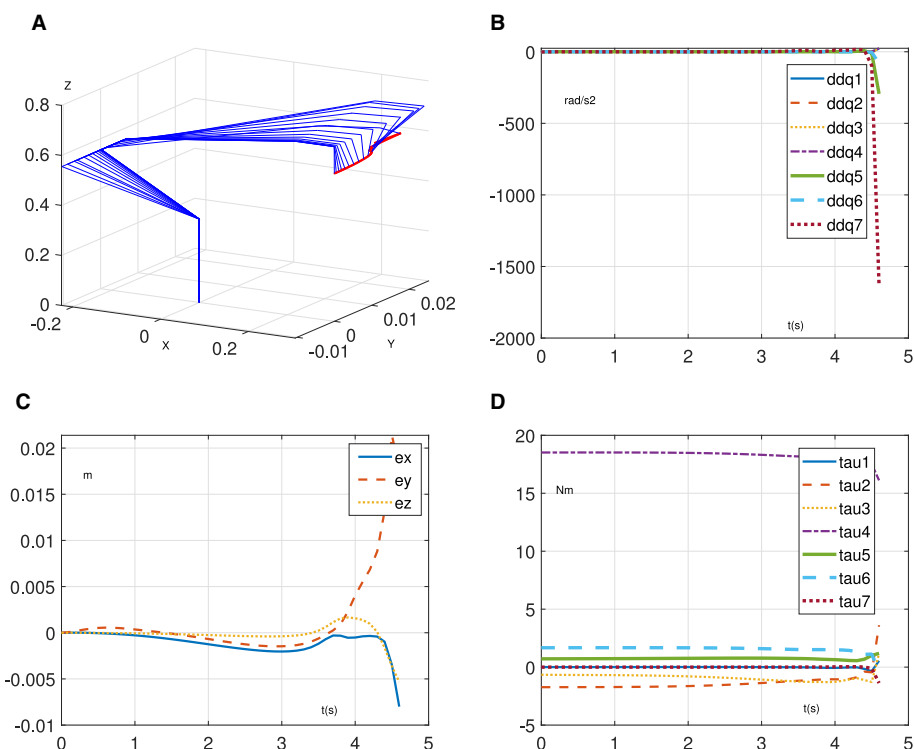 A
Z
0.8
0.6
0.4
0.2
0
-0.2
0
0.2
X
-0.01
0
0.01
0.02
Y
B
0
-500
-1000
-1500
-2000
rad/s2
ddq1
ddq2
ddq3
ddq4
ddq5
ddq6
ddq7
t(s)
0 1 2 3 4 5
C
0.02
0.015
0.01
0.005
0
-0.005
-0.01
m
ex
ey
ez
t(s)
0 1 2 3 4 5
D
20
15
10
5
0
-5
Nm
tau1
tau2
tau3
tau4
tau5
tau6
tau7
t(s)
0 1 2 3 4 5